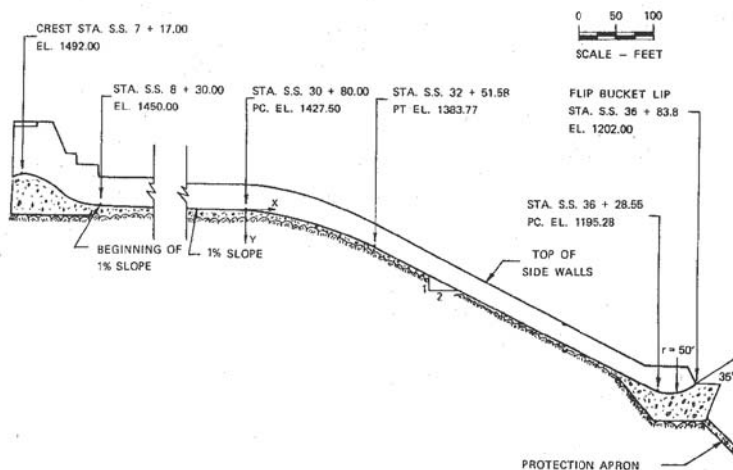 0 50 100
SCALE – FEET
CREST STA. S.S. 7 + 17.00
EL. 1492.00
STA. S.S. 8 + 30.00
EL. 1450.00
STA. S.S. 30 + 80.00
PC. EL. 1427.50
STA. S.S. 32 + 51.58
PT EL. 1383.77
FLIP BUCKET LIP
STA. S.S. 36 + 83.8
EL. 1202.00
STA. S.S. 36 + 28.55
PC. EL. 1195.28
X
Y
BEGINNING OF
1% SLOPE
1% SLOPE
TOP OF
SIDE WALLS
1
2
r = 50'
35°
PROTECTION APRON